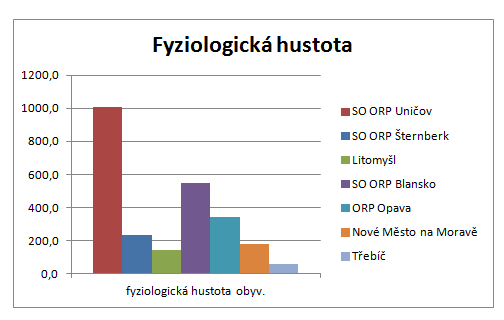 Fyziologická hustota
1200,0
1000,0
800,0
600,0
400,0
200,0
0,0
fyziologická hustota obyv.
SO ORP Uničov
SO ORP Šternberk
Litomyšl
SO ORP Blansko
ORP Opava
Nové Město na Moravě
Třebíč